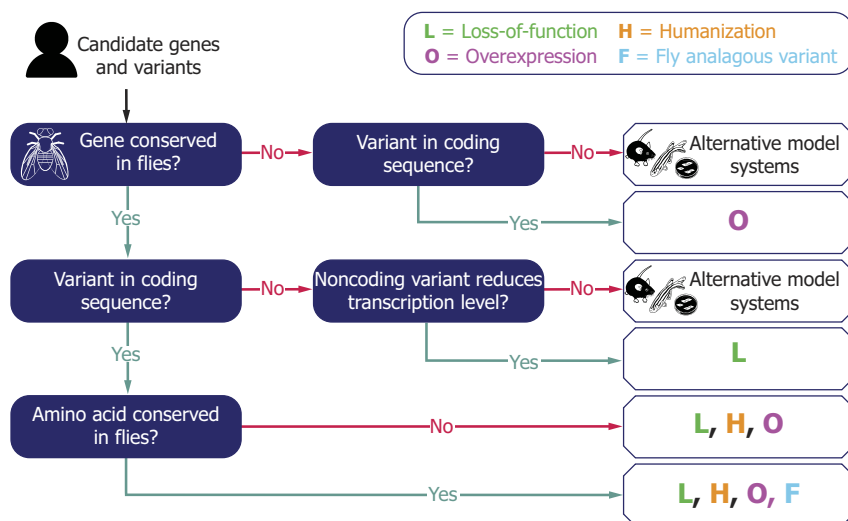 L = Loss-of-function
H = Humanization
O = Overexpression
F = Fly analagous variant
Candidate genes
and variants
Gene conserved
in flies?
No
Variant in coding
sequence?
No
Alternative model
systems
Yes
Yes
O
Variant in coding
sequence?
No
Noncoding variant reduces
transcription level?
No
Alternative model
systems
Yes
Yes
L
Amino acid conserved
in flies?
No
L, H, O
Yes
L, H, O, F